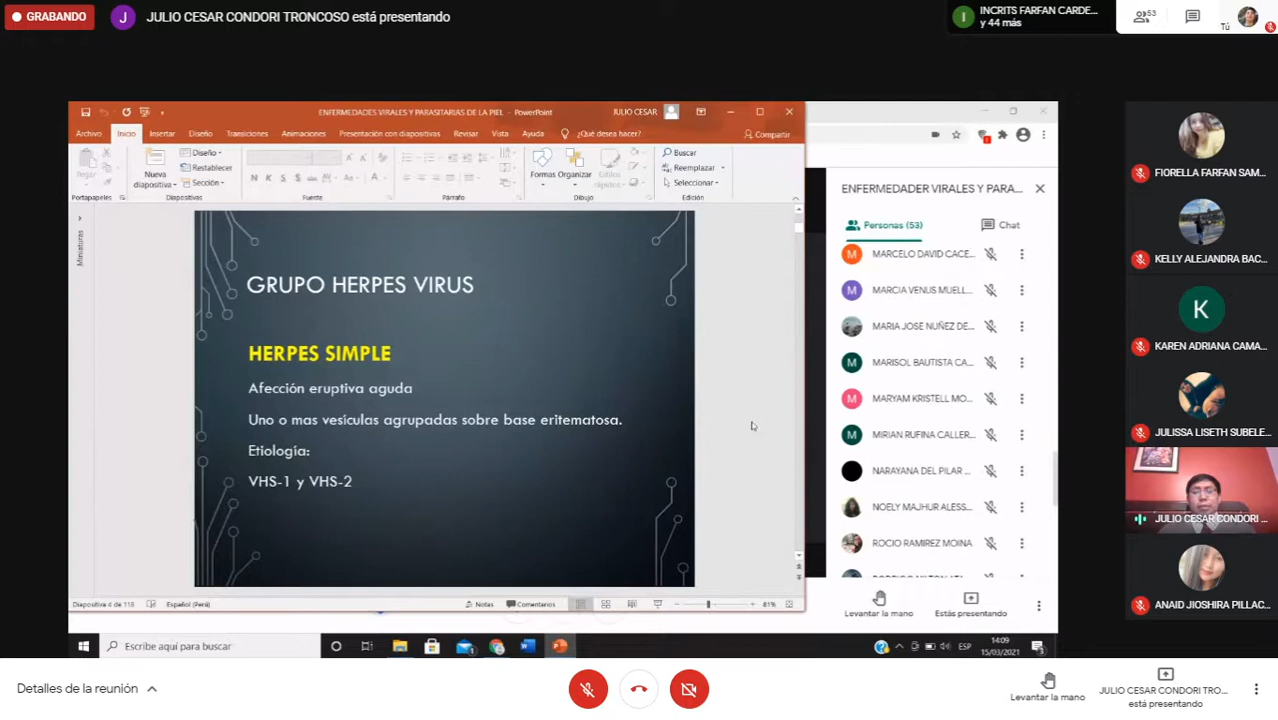 GRABANDO
J
JULIO CESAR CONDORI TRONCOSO está presentando
I
INCRITS FARFAN CARDE...
y 44 más
53
Tú
ENFERMEDADES VIRALES Y PARASITARIAS DE LA PIEL - PowerPoint
JULIO CESAR
Archivo Inicio Insertar Diseño Transiciones Animaciones Presentación con diapositivas Revisar Vista Ayuda ¿Qué desea hacer? Compartir
Pegar
Nueva
diapositiva
Diseño
Restablecer
Sección
N K S S
Aa
A
Formas Organizar Estilos
rápidos
Buscar
Reemplazar
Seleccionar
Portapapeles Diapositivas Fuente Párrafo Dibujo Edición
Miniaturas
GRUPO HERPES VIRUS
HERPES SIMPLE
Afección eruptiva aguda
Uno o mas vesículas agrupadas sobre base eritematosa.
Etiología:
VHS-1 y VHS-2
Diapositiva 4 de 118 Español (Perú) Notas Comentarios 81%
ENFERMEDADER VIRALES Y PARA...
Personas (53) Chat
M MARCELO DAVID CACE...
M MARCIA VENUS MUELL...
MARIA JOSE NUÑEZ DE...
M MARISOL BAUTISTA CA...
M MARYAM KRISTELL MO...
M MIRIAN RUFINA CALLER...
NARAYANA DEL PILAR ...
NOELY MAJHUR ALESS...
ROCIO RAMIREZ MOINA
Levantar la mano Estás presentando
Escribe aquí para buscar
ESP
14:09
15/03/2021
FIORELLA FARFAN SAM...
KELLY ALEJANDRA BAC...
K
KAREN ADRIANA CAMA...
JULISSA LISETH SUBELE...
JULIO CESAR CONDORI ...
ANAID JIOSHIRA PILLAC...
Detalles de la reunión
Levantar la mano
JULIO CESAR CONDORI TRO...
está presentando